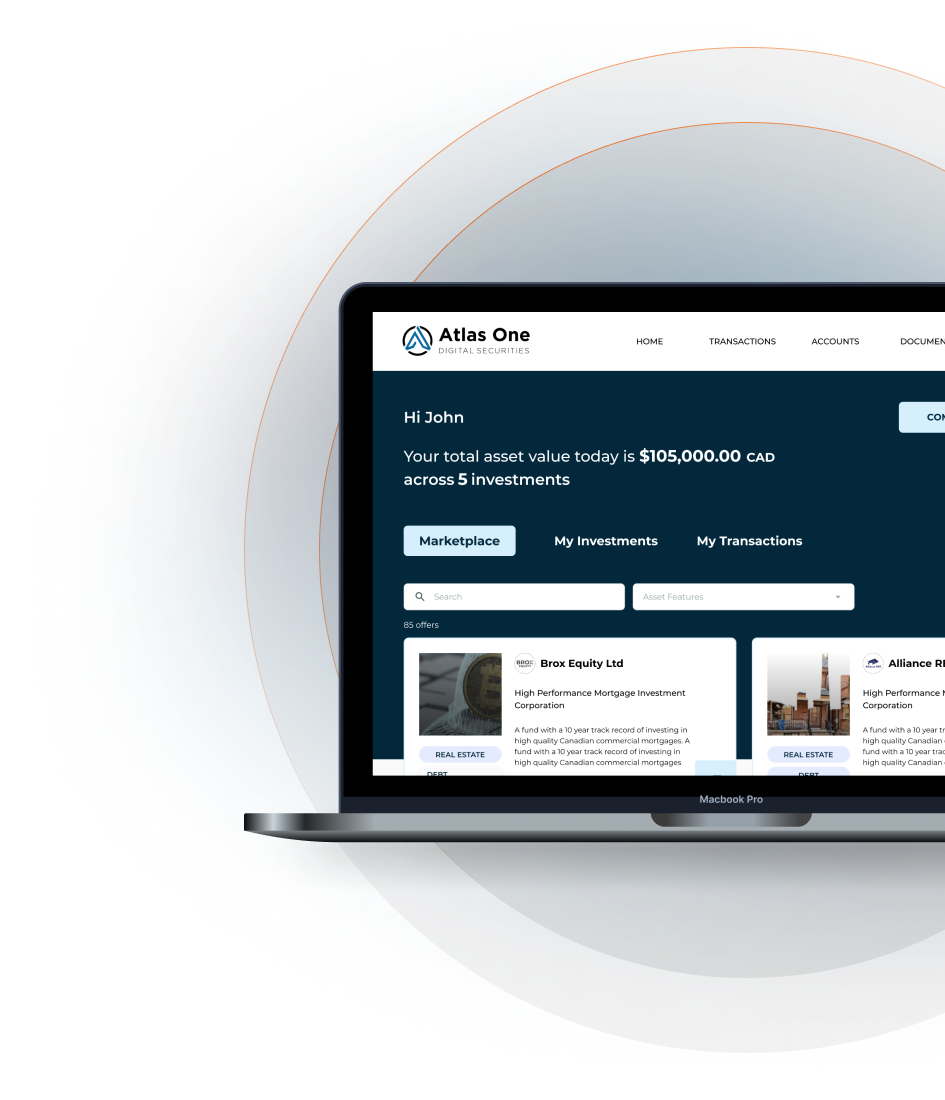 Atlas One
DIGITAL SECURITIES
HOME
TRANSACTIONS
ACCOUNTS
DOCUMEN
Hi John
CON
Your total asset value today is $105,000.00 CAD
across 5 investments
Marketplace
My Investments
My Transactions
Search
Asset Features
85 offers
BROX
Brox Equity Ltd
High Performance Mortgage Investment
Corporation
A fund with a 10 year track record of investing in
high quality Canadian commercial mortgages. A
fund with a 10 year track record of investing in
high quality Canadian commercial mortgages
REAL ESTATE
DEBT
Alliance
High Performance
Corporation
A fund with a 10 year
high quality Canadian
fund with a 10 year
high quality Canadian
REAL ESTATE
DEBT
Macbook Pro